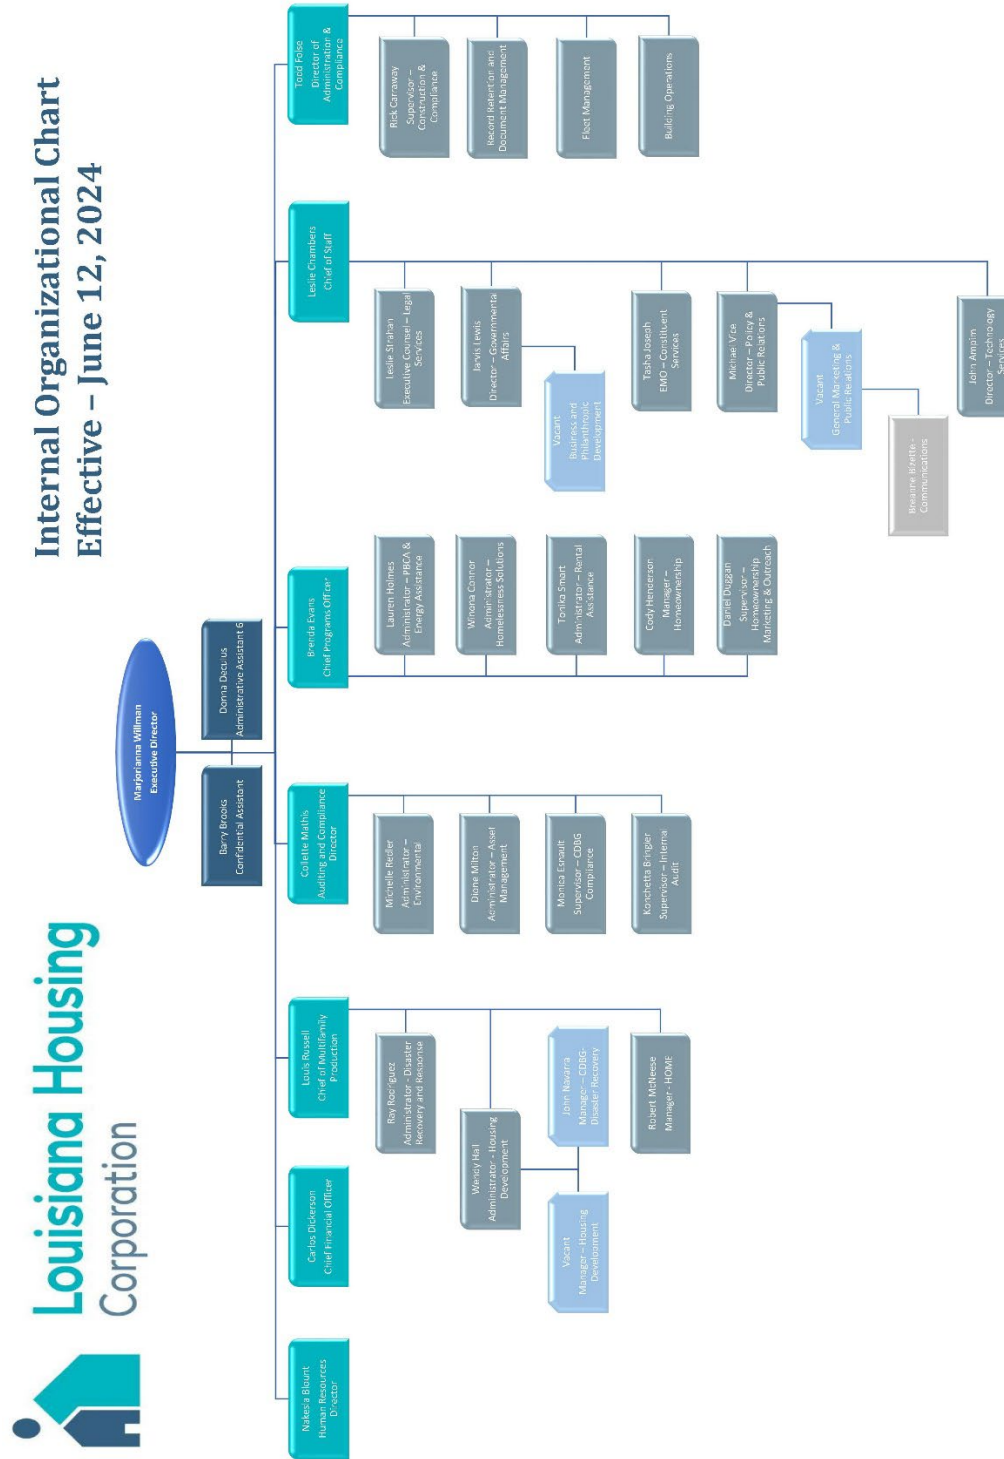 Louisiana Housing
Corporation
Internal Organizational Chart
Effective – June 12, 2024
Marjorianna Willman
Executive Director
Barry Brooks
Confidential Assistant
Donna Decuius
Administrative Assistant 6
Nakesla Blount
Human Resources
Director
Carlos Dickerson
Chief Financial Officer
Louis Russell
Chief of Multifamily
Production
Ray Rodriguez
Administrator - Disaster
Recovery and Response
Wendy Hall
Administrator - Housing
Development
Vacant
Manager – Housing
Development
John Navarra
Manager – CDBG-
Disaster Recovery
Robert McNeese
Manager - HOME
Collette Mathis
Auditing and Compliance
Director
Michelle Redler
Administrator –
Environmental
Dione Milton
Administrator – Asset
Management
Monica Esnault
Supervisor – CDBG
Compliance
Konchetta Bringier
Supervisor – Internal
Audit
Brenda Evans
Chief Programs Officer
Lauren Holmes
Administrator – PBCA &
Energy Assistance
Winona Connor
Administrator –
Homelessness Solutions
Tonika Smart
Administrator – Rental
Assistance
Cody Henderson
Manager –
Homeownership
Daniel Duggan
Supervisor –
Homeownership
Marketing & Outreach
Leslie Chambers
Chief of Staff
Leslie Strahan
Executive Counsel – Legal
Services
Jarvis Lewis
Director – Governmental
Affairs
Vacant
Business and
Philanthropic
Development
Tasha Joseph
EMO – Constituent
Services
Michael Vice
Director – Policy &
Public Relations
Vacant
General Marketing &
Public Relations
Bizette -
Communications
John Ampim
Director – Technology
Services
Todd Folse
Director of
Administration &
Compliance
Rick Carraway
Supervisor –
Construction &
Compliance
Record Retention and
Document Management
Fleet Management
Building Operations